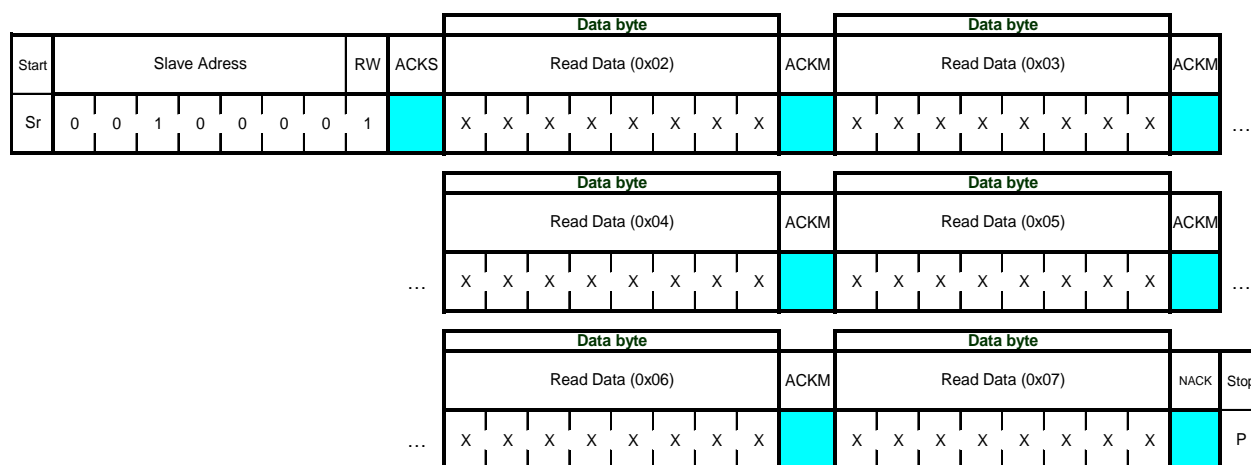 Data byte Data byte
Start Slave Adress RW ACKS Read Data (0x02) ACKM Read Data (0x03) ACKM
Sr 0 0 1 0 0 0 0 1 X X X X X X X X X X X X X X X X ...
Data byte Data byte
Read Data (0x04) ACKM Read Data (0x05) ACKM
... X X X X X X X X X X X X X X X X ...
Data byte Data byte
Read Data (0x06) ACKM Read Data (0x07) NACK Stop
... X X X X X X X X X X X X X X X X P